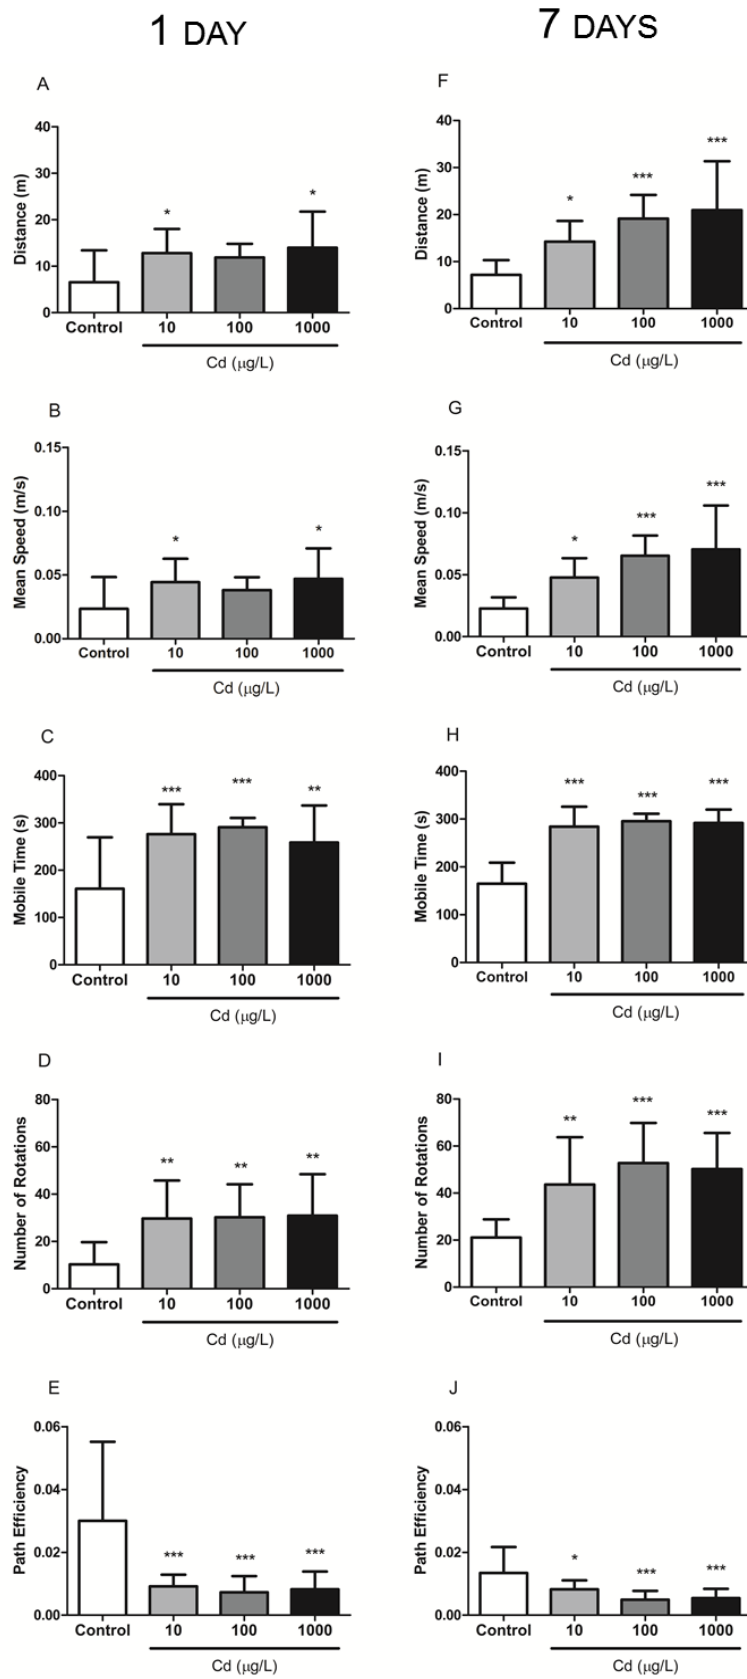 1 DAY
7 DAYS
A
40
30
20
10
0
Distance (m)
*
*
Control
10
100
1000
Cd (μg/L)
F
40
30
20
10
0
Distance (m)
*
***
***
Control
10
100
1000
Cd (μg/L)
B
0.15
0.10
0.05
0.00
Mean Speed (m/s)
*
*
Control
10
100
1000
Cd (μg/L)
G
0.15
0.10
0.05
0.00
Mean Speed (m/s)
*
***
***
Control
10
100
1000
Cd (μg/L)
C
400
300
200
100
0
Mobile Time (s)
***
***
**
Control
10
100
1000
Cd (μg/L)
H
400
300
200
100
0
Mobile Time (s)
***
***
***
Control
10
100
1000
Cd (μg/L)
D
80
60
40
20
0
Number of Rotations
**
**
**
Control
10
100
1000
Cd (μg/L)
I
80
60
40
20
0
Number of Rotations
**
***
***
Control
10
100
1000
Cd (μg/L)
E
0.06
0.04
0.02
0.00
Path Efficiency
***
***
***
Control
10
100
1000
Cd (μg/L)
J
0.06
0.04
0.02
0.00
Path Efficiency
*
***
***
Control
10
100
1000
Cd (μg/L)